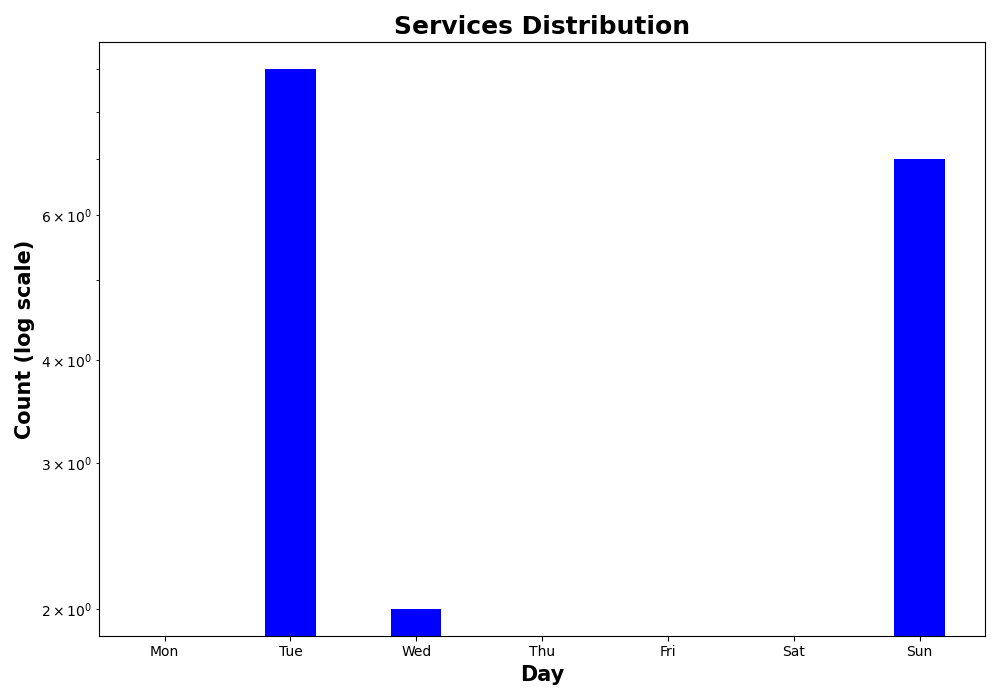 Services Distribution
Count (log scale)
6 × 10⁰
4 × 10⁰
3 × 10⁰
2 × 10⁰
Mon Tue Wed Thu Fri Sat Sun
Day